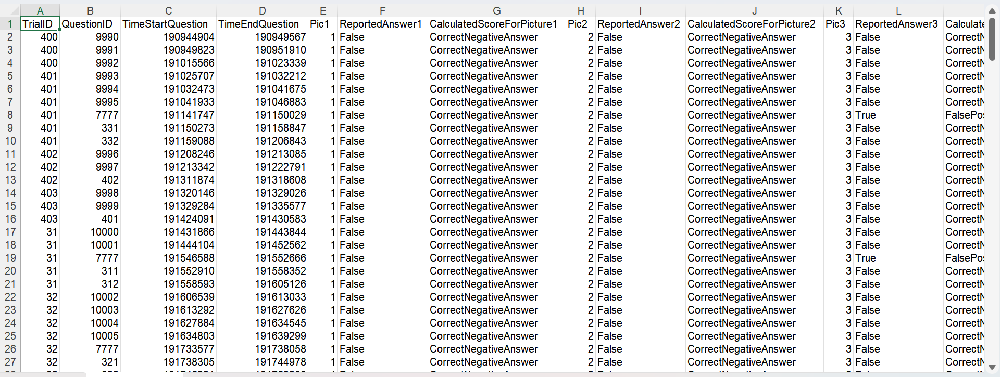 A B C D E F G H I J K L
1 TrialID QuestionID TimeStartQuestion TimeEndQuestion Pic1 ReportedAnswer1 CalculatedScoreForPicture1 Pic2 ReportedAnswer2 CalculatedScoreForPicture2 Pic3 ReportedAnswer3 Calculate
2 400 9990 190944904 190949567 1 False CorrectNegativeAnswer 2 False CorrectNegativeAnswer 3 False CorrectN
3 400 9991 190949823 190951910 1 False CorrectNegativeAnswer 2 False CorrectNegativeAnswer 3 False CorrectN
4 400 9992 191015566 191023339 1 False CorrectNegativeAnswer 2 False CorrectNegativeAnswer 3 False CorrectN
5 401 9993 191025707 191032212 1 False CorrectNegativeAnswer 2 False CorrectNegativeAnswer 3 False CorrectN
6 401 9994 191032473 191041675 1 False CorrectNegativeAnswer 2 False CorrectNegativeAnswer 3 False CorrectN
7 401 9995 191041933 191046883 1 False CorrectNegativeAnswer 2 False CorrectNegativeAnswer 3 False CorrectN
8 401 7777 191141747 191150029 1 False CorrectNegativeAnswer 2 False CorrectNegativeAnswer 3 True FalsePos
9 401 331 191150273 191158847 1 False CorrectNegativeAnswer 2 False CorrectNegativeAnswer 3 False CorrectN
10 401 332 191159088 191206843 1 False CorrectNegativeAnswer 2 False CorrectNegativeAnswer 3 False CorrectN
11 402 9996 191208246 191213085 1 False CorrectNegativeAnswer 2 False CorrectNegativeAnswer 3 False CorrectN
12 402 9997 191213342 191222791 1 False CorrectNegativeAnswer 2 False CorrectNegativeAnswer 3 False CorrectN
13 402 402 191311874 191318608 1 False CorrectNegativeAnswer 2 False CorrectNegativeAnswer 3 False CorrectN
14 403 9998 191320146 191329026 1 False CorrectNegativeAnswer 2 False CorrectNegativeAnswer 3 False CorrectN
15 403 9999 191329284 191335577 1 False CorrectNegativeAnswer 2 False CorrectNegativeAnswer 3 False CorrectN
16 403 401 191424091 191430583 1 False CorrectNegativeAnswer 2 False CorrectNegativeAnswer 3 False CorrectN
17 31 10000 191431866 191443844 1 False CorrectNegativeAnswer 2 False CorrectNegativeAnswer 3 False CorrectN
18 31 10001 191444104 191452562 1 False CorrectNegativeAnswer 2 False CorrectNegativeAnswer 3 False CorrectN
19 31 7777 191546588 191552666 1 False CorrectNegativeAnswer 2 False CorrectNegativeAnswer 3 True FalsePos
20 31 311 191552910 191558352 1 False CorrectNegativeAnswer 2 False CorrectNegativeAnswer 3 False CorrectN
21 31 312 191558593 191605126 1 False CorrectNegativeAnswer 2 False CorrectNegativeAnswer 3 False CorrectN
22 32 10002 191606539 191613033 1 False CorrectNegativeAnswer 2 False CorrectNegativeAnswer 3 False CorrectN
23 32 10003 191613292 191627626 1 False CorrectNegativeAnswer 2 False CorrectNegativeAnswer 3 False CorrectN
24 32 10004 191627884 191634545 1 False CorrectNegativeAnswer 2 False CorrectNegativeAnswer 3 False CorrectN
25 32 10005 191634803 191639299 1 False CorrectNegativeAnswer 2 False CorrectNegativeAnswer 3 False CorrectN
26 32 7777 191733577 191738058 1 False CorrectNegativeAnswer 2 False CorrectNegativeAnswer 3 False CorrectN
27 32 321 191738305 191744978 1 False CorrectNegativeAnswer 2 False CorrectNegativeAnswer 3 False CorrectN